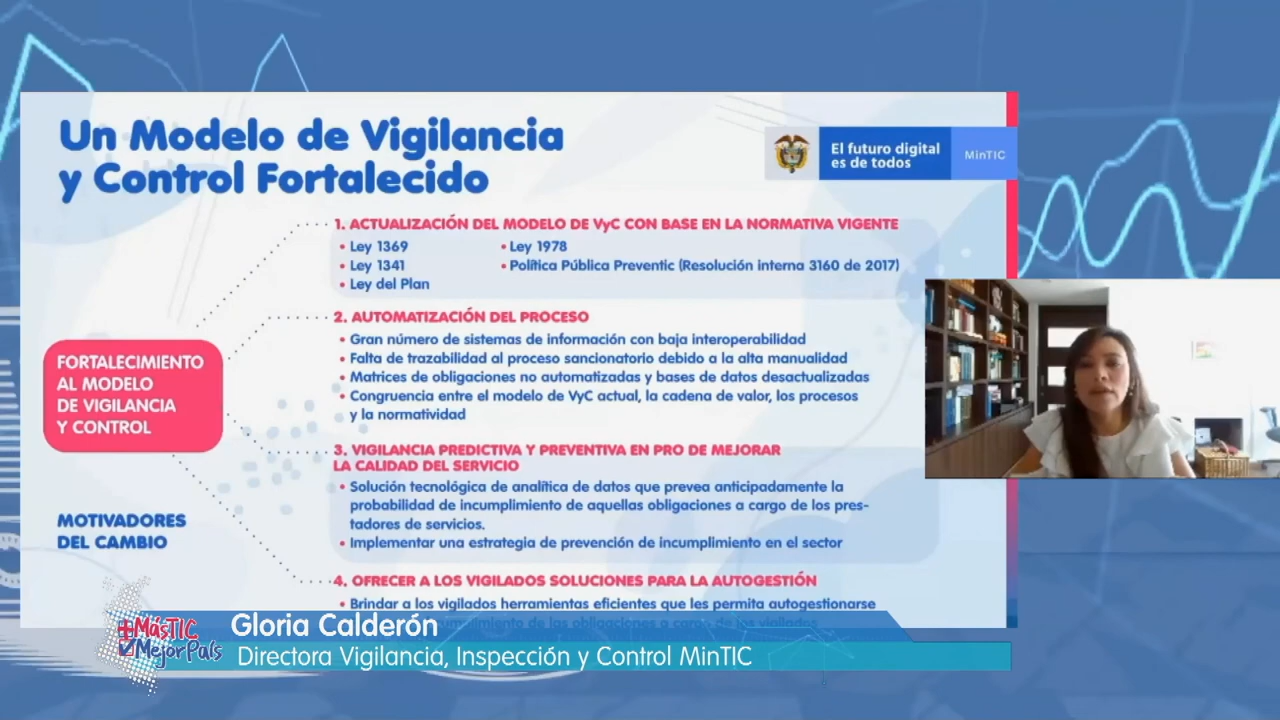 Un Modelo de Vigilancia
y Control Fortalecido
El futuro digital
es de todos
MinTIC
1. ACTUALIZACIÓN DEL MODELO DE VyC CON BASE EN LA NORMATIVA VIGENTE
• Ley 1369
• Ley 1978
• Ley 1341
• Política Pública Preventic (Resolución interna 3160 de 2017)
• Ley del Plan
2. AUTOMATIZACIÓN DEL PROCESO
• Gran número de sistemas de información con baja interoperabilidad
• Falta de trazabilidad al proceso sancionatorio debido a la alta manualidad
• Matrices de obligaciones no automatizadas y bases de datos desactualizadas
• Congruencia entre el modelo de VyC actual, la cadena de valor, los procesos
y la normatividad
FORTALECIMIENTO
AL MODELO
DE VIGILANCIA
Y CONTROL
3. VIGILANCIA PREDICTIVA Y PREVENTIVA EN PRO DE MEJORAR
LA CALIDAD DEL SERVICIO
• Solución tecnológica de analítica de datos que prevea anticipadamente la
probabilidad de incumplimiento de aquellas obligaciones a cargo de los pres-
tadores de servicios.
• Implementar una estrategia de prevención de incumplimiento en el sector
MOTIVADORES
DEL CAMBIO
4. OFRECER A LOS VIGILADOS SOLUCIONES PARA LA AUTOGESTIÓN
• Brindar a los vigilados herramientas eficientes que les permita autogestionarse
de las obligaciones a cargo de los vigilados
+MásTIC
MejorPaís
Gloria Calderón
Directora Vigilancia, Inspección y Control MinTIC